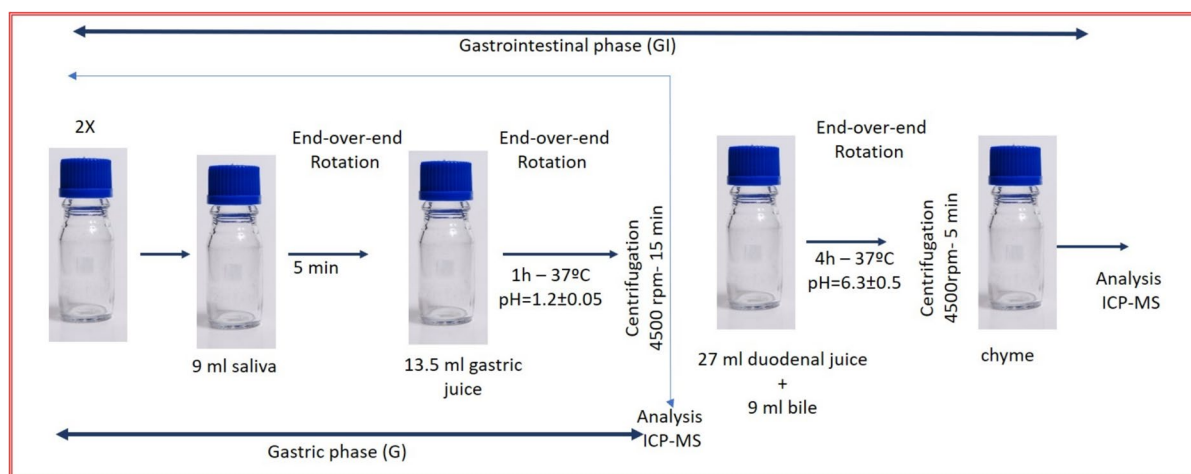 Gastrointestinal phase (GI)
2X
End-over-end
Rotation
End-over-end
Rotation
End-over-end
Rotation
5 min
1h – 37ºC
pH=1.2±0.05
Centrifugation
4500 rpm- 15 min
4h – 37ºC
pH=6.3±0.5
Centrifugation
4500rpm- 5 min
Analysis
ICP-MS
9 ml saliva
13.5 ml gastric
juice
27 ml duodenal juice
+
9 ml bile
chyme
Analysis
ICP-MS
Gastric phase (G)